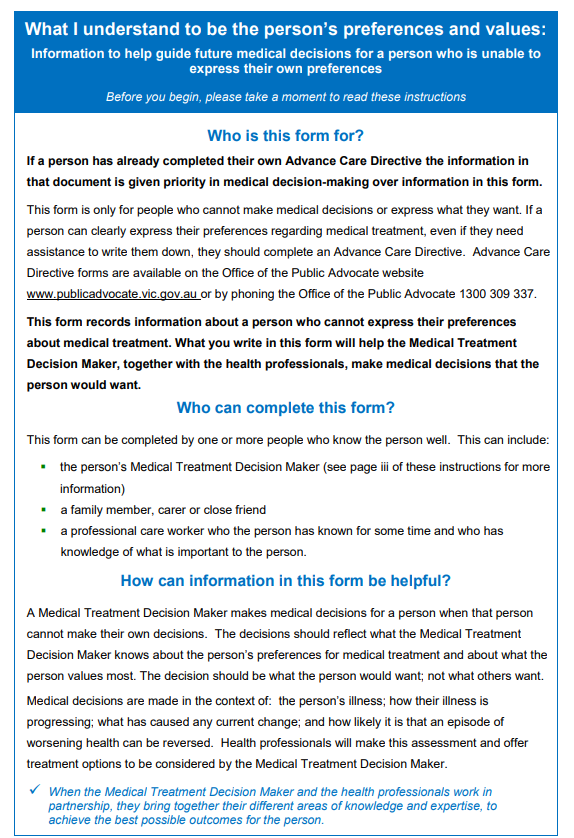 What I understand to be the person's preferences and values:
Information to help guide future medical decisions for a person who is unable to
express their own preferences
Before you begin, please take a moment to read these instructions
Who is this form for?
If a person has already completed their own Advance Care Directive the information in
that document is given priority in medical decision-making over information in this form.
This form is only for people who cannot make medical decisions or express what they want. If a
person can clearly express their preferences regarding medical treatment, even if they need
assistance to write them down, they should complete an Advance Care Directive. Advance Care
Directive forms are available on the Office of the Public Advocate website
www.publicadvocate.vic.gov.au or by phoning the Office of the Public Advocate 1300 309 337.
This form records information about a person who cannot express their preferences
about medical treatment. What you write in this form will help the Medical Treatment
Decision Maker, together with the health professionals, make medical decisions that the
person would want.
Who can complete this form?
This form can be completed by one or more people who know the person well. This can include:
▪ the person's Medical Treatment Decision Maker (see page iii of these instructions for more
information)
▪ a family member, carer or close friend
▪ a professional care worker who the person has known for some time and who has
knowledge of what is important to the person.
How can information in this form be helpful?
A Medical Treatment Decision Maker makes medical decisions for a person when that person
cannot make their own decisions. The decisions should reflect what the Medical Treatment
Decision Maker knows about the person's preferences for medical treatment and about what the
person values most. The decision should be what the person would want; not what others want.
Medical decisions are made in the context of: the person's illness; how their illness is
progressing; what has caused any current change; and how likely it is that an episode of
worsening health can be reversed. Health professionals will make this assessment and offer
treatment options to be considered by the Medical Treatment Decision Maker.
✓ When the Medical Treatment Decision Maker and the health professionals work in
partnership, they bring together their different areas of knowledge and expertise, to
achieve the best possible outcomes for the person.